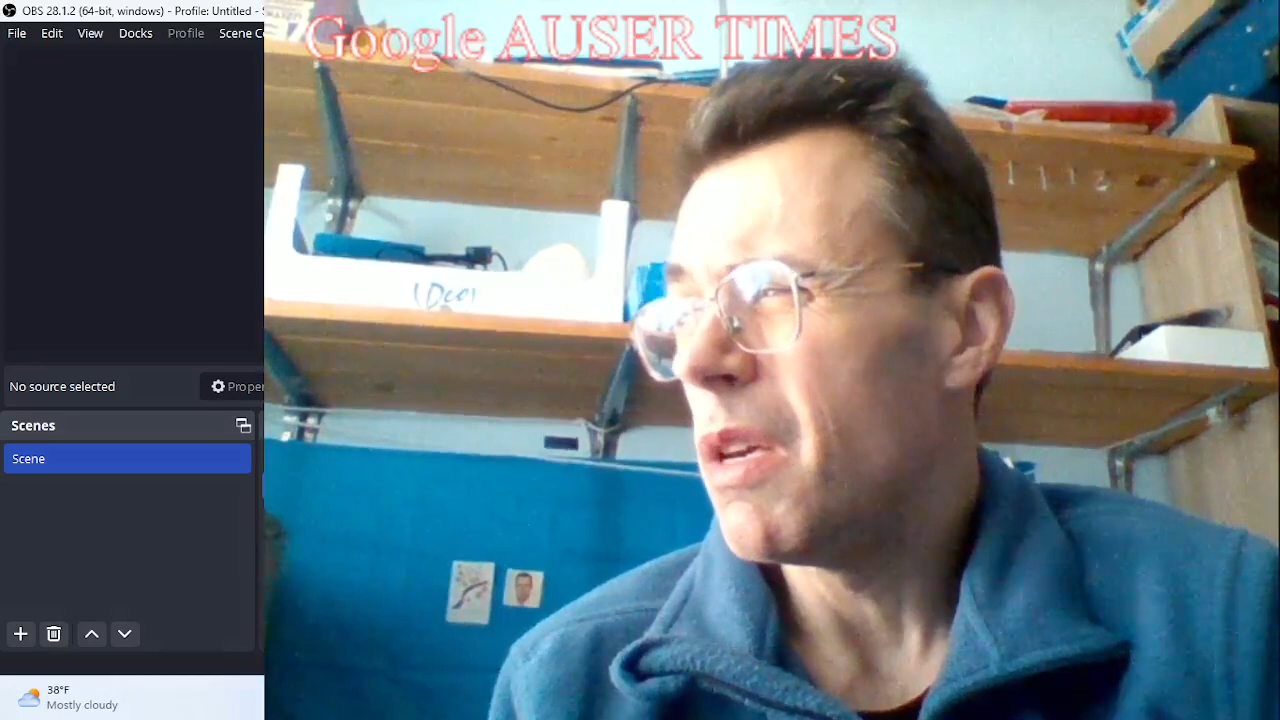 OBS 28.1.2 (64-bit, windows) - Profile: Untitled -
File Edit View Docks Profile Scene
Google AUSER TIMES
No source selected
Scenes
Scene
38°F
Mostly cloudy